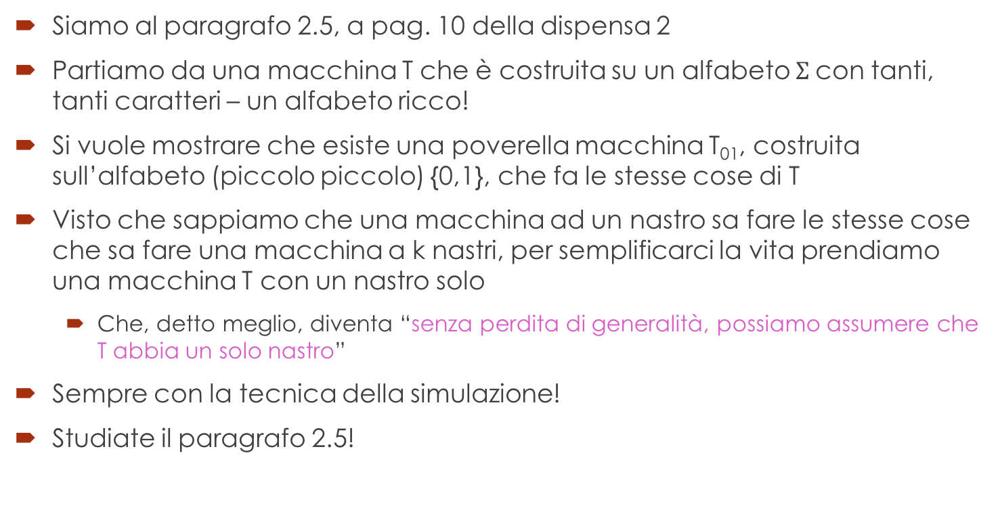 Siamo al paragrafo 2.5, a pag. 10 della dispensa 2
Partiamo da una macchina T che è costruita su un alfabeto Σ con tanti,
tanti caratteri – un alfabeto ricco!
Si vuole mostrare che esiste una poverella macchina T₀₁, costruita
sull’alfabeto (piccolo piccolo) {0,1}, che fa le stesse cose di T
Visto che sappiamo che una macchina ad un nastro sa fare le stesse cose
che sa fare una macchina a k nastri, per semplificarci la vita prendiamo
una macchina T con un nastro solo
Che, detto meglio, diventa “senza perdita di generalità, possiamo assumere che
T abbia un solo nastro”
Sempre con la tecnica della simulazione!
Studiate il paragrafo 2.5!